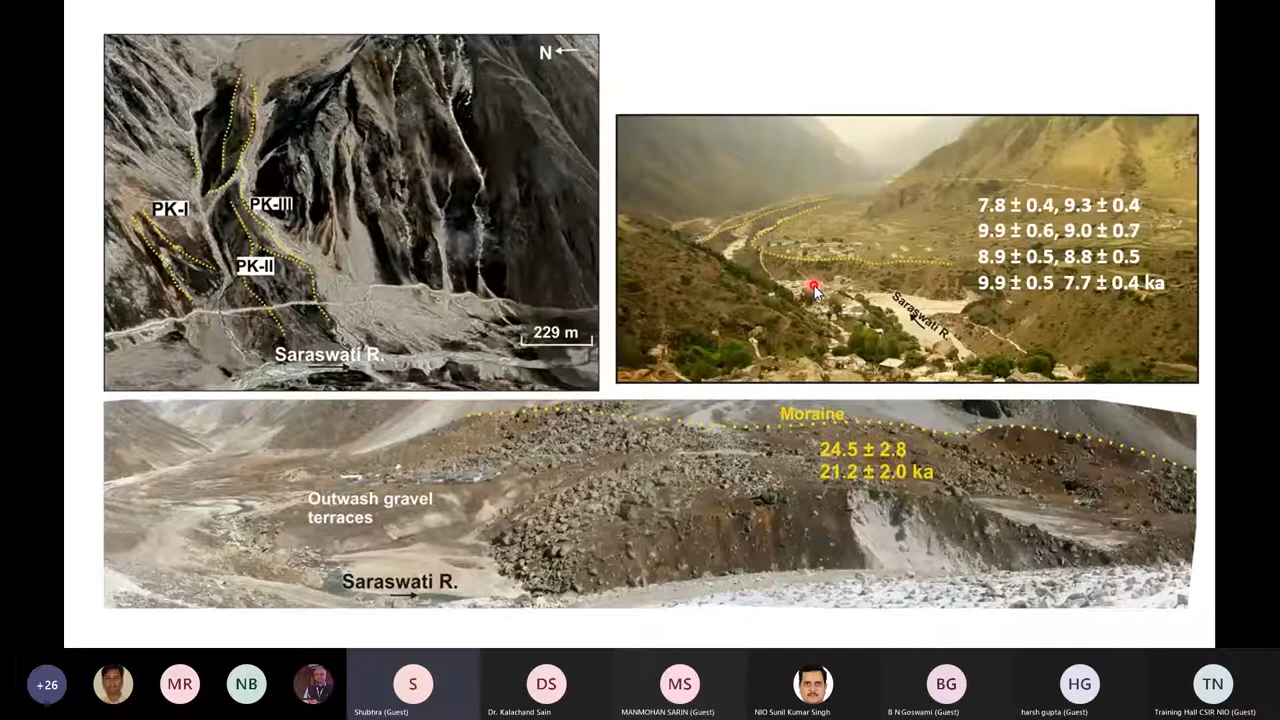 N
PK-I
PK-III
PK-II
229 m
Saraswati R.
7.8 ± 0.4, 9.3 ± 0.4
9.9 ± 0.6, 9.0 ± 0.7
8.9 ± 0.5, 8.8 ± 0.5
9.9 ± 0.5 7.7 ± 0.4 ka
Saraswati R.
Moraine
24.5 ± 2.8
21.2 ± 2.0 ka
Outwash gravel
terraces
Saraswati R.
+26
MR
NB
S
DS
MS
BG
HG
TN
Shubhra (Guest)
Dr. Kalachand Sain
MANMOHAN SARIN (Guest)
NIO Sunil Kumar Singh
B N Goswami (Guest)
harsh gupta (Guest)
Training Hall CSIR NIO (Guest)